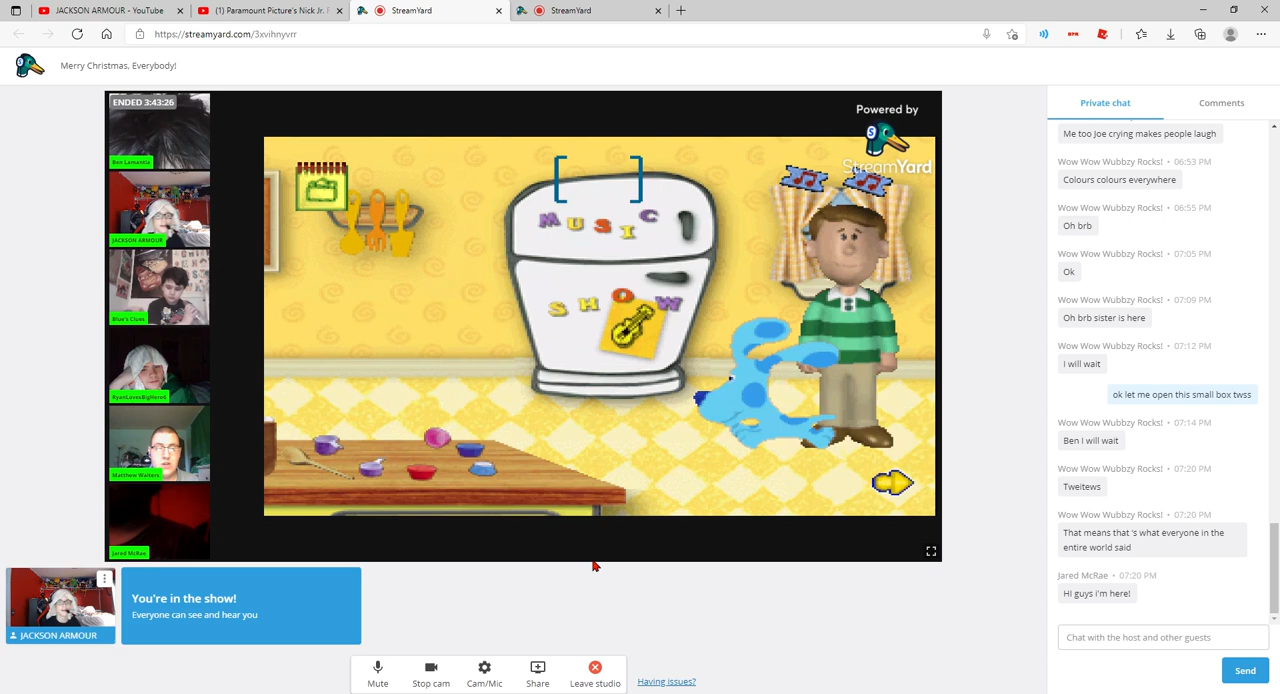 JACKSON ARMOUR - YouTube
(1) Paramount Picture's Nick Jr. F
StreamYard
StreamYard
https://streamyard.com/3xvihnyvrr
Merry Christmas, Everybody!
ENDED 3:43:26
Ben Lamantia
JACKSON ARMOUR
Blue's Clues
RyanLovesBigHero6
Matthew Walters
Jared McRae
Powered by
StreamYard
MUSIC
SHOW
JACKSON ARMOUR
You're in the show!
Everyone can see and hear you
Mute
Stop cam
Cam/Mic
Share
Leave studio
Having issues?
Private chat
Comments
Me too Joe crying makes people laugh
Wow Wow Wubbzy Rocks! • 06:53 PM
Colours colours everywhere
Wow Wow Wubbzy Rocks! • 06:55 PM
Oh brb
Wow Wow Wubbzy Rocks! • 07:05 PM
Ok
Wow Wow Wubbzy Rocks! • 07:09 PM
Oh brb sister is here
Wow Wow Wubbzy Rocks! • 07:12 PM
I will wait
ok let me open this small box twss
Wow Wow Wubbzy Rocks! • 07:14 PM
Ben I will wait
Wow Wow Wubbzy Rocks! • 07:20 PM
Tweitews
Wow Wow Wubbzy Rocks! • 07:20 PM
That means that 's what everyone in the
entire world said
Jared McRae • 07:20 PM
HI guys i'm here!
Chat with the host and other guests
Send